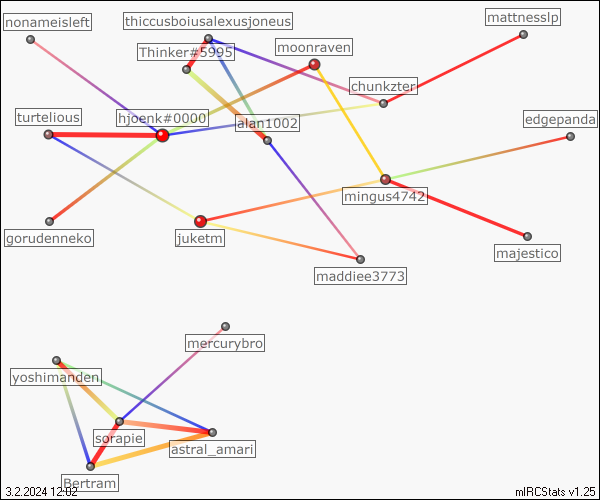 nonameisleft
thiccusboiusalexusjoneus
mattnesslp
Thinker#5995
moonraven
chunkzter
turtelious
hjoenk#0000
alan1002
edgepanda
mingus4742
gorudenneko
juketm
majestico
maddiee3773
mercurybro
yoshimanden
sorapie
astral_amari
Bertram
3.2.2024 12:02
mIRCStats v1.25